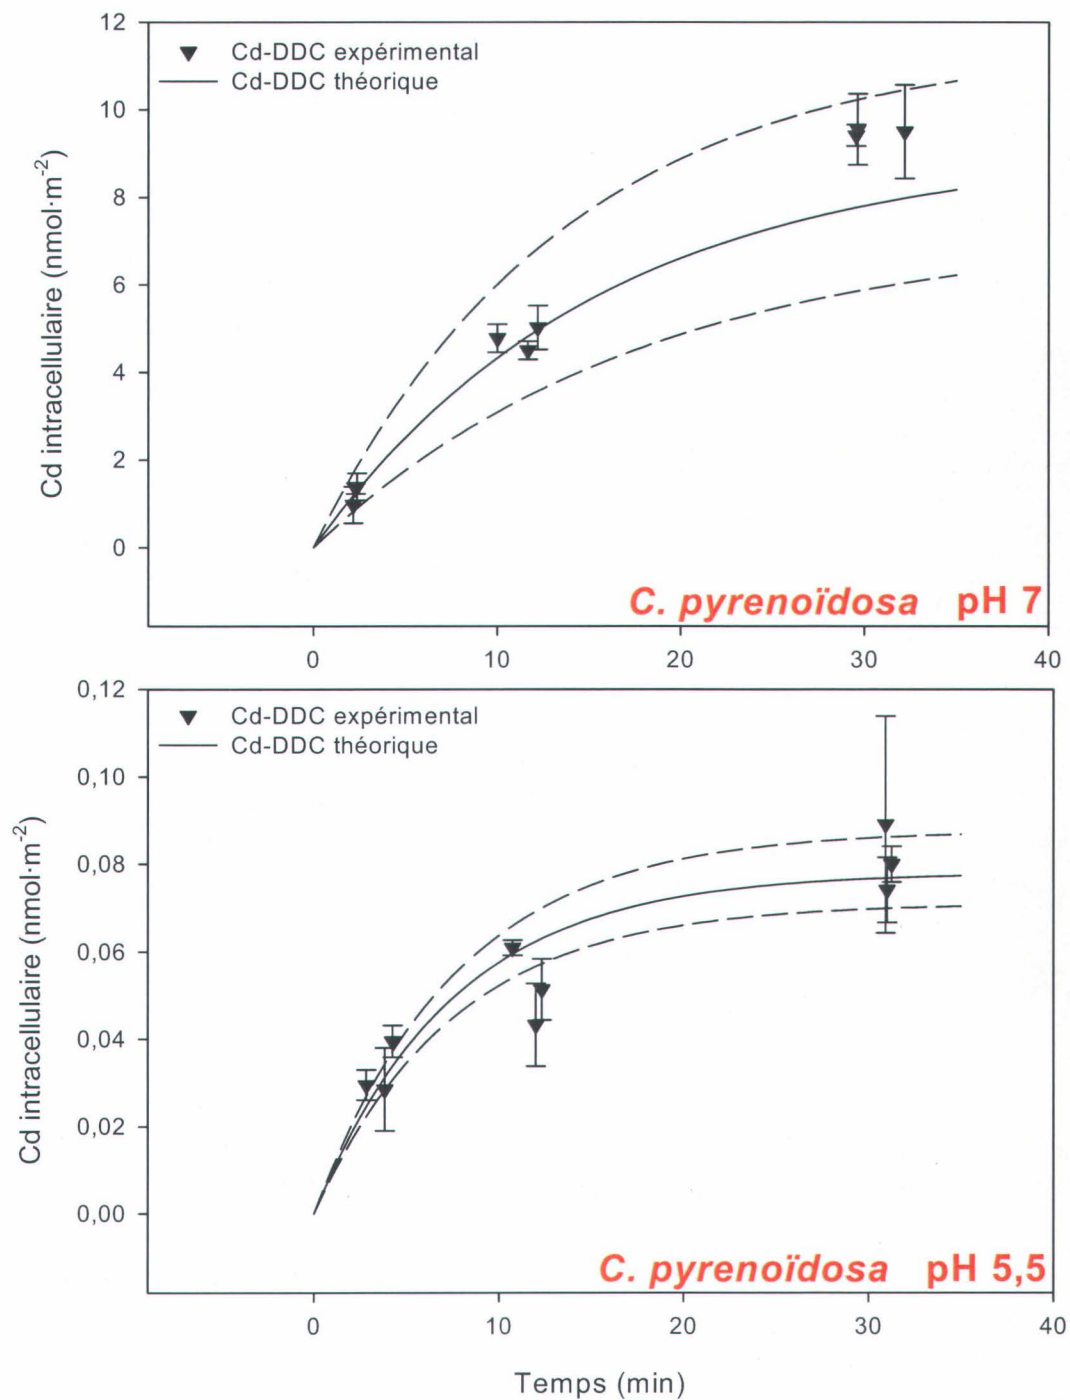 12
10
8
6
4
2
0
Cd intracellulaire (nmol·m-2)
Cd-DDC expérimental
Cd-DDC théorique
C. pyrenoïdosa pH 7
0 10 20 30 40
0,12
0,10
0,08
0,06
0,04
0,02
0,00
Cd intracellulaire (nmol·m-2)
Cd-DDC expérimental
Cd-DDC théorique
C. pyrenoïdosa pH 5,5
0 10 20 30 40
Temps (min)